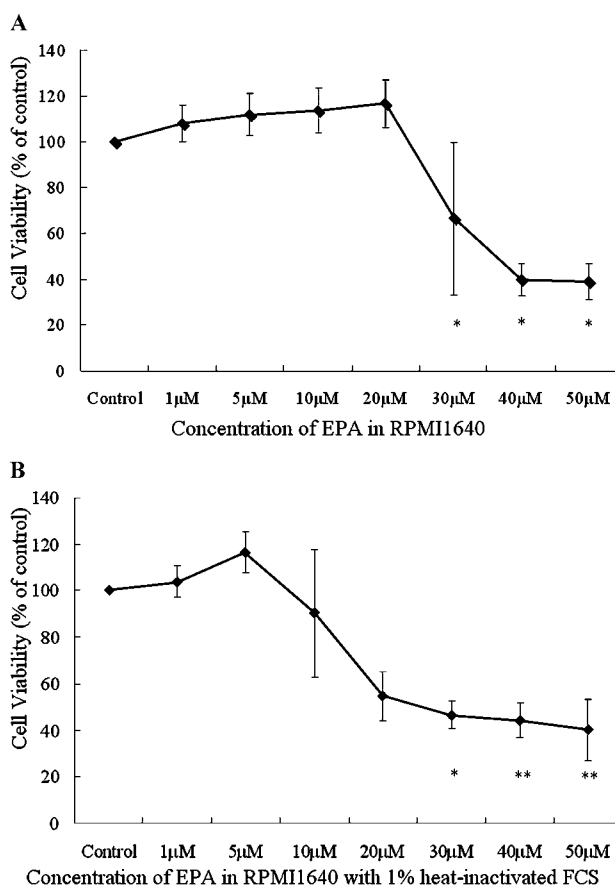 A
140
120
100
80
60
40
20
0
Cell Viability (% of control)
* * *
Control 1μM 5μM 10μM 20μM 30μM 40μM 50μM
Concentration of EPA in RPMI1640
B
140
120
100
80
60
40
20
0
Cell Viability (% of control)
* ** **
Control 1μM 5μM 10μM 20μM 30μM 40μM 50μM
Concentration of EPA in RPMI1640 with 1% heat-inactivated FCS